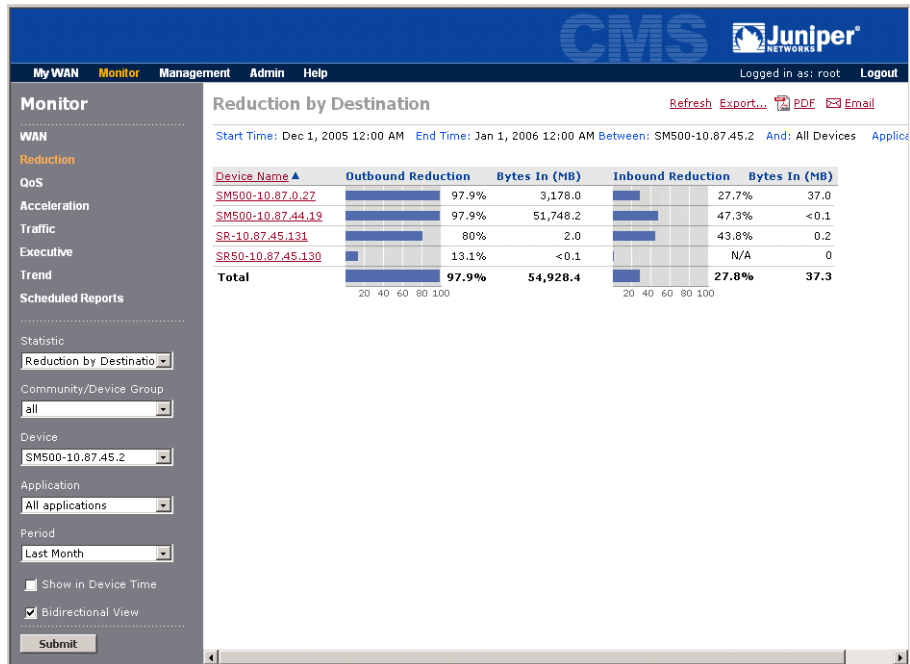 CMS
Juniper®
NETWORKS
My WAN Monitor Management Admin Help Logged in as: root Logout
Monitor
WAN
Reduction
QoS
Acceleration
Traffic
Executive
Trend
Scheduled Reports
Statistic
Reduction by Destinatio
Community/Device Group
all
Device
SM500-10.87.45.2
Application
All applications
Period
Last Month
Show in Device Time
Bidirectional View
Submit
Reduction by Destination Refresh Export... PDF Email
Start Time: Dec 1, 2005 12:00 AM End Time: Jan 1, 2006 12:00 AM Between: SM500-10.87.45.2 And: All Devices Applica
Device Name Outbound Reduction Bytes In (MB) Inbound Reduction Bytes In (MB)
SM500-10.87.0.27 97.9% 3,178.0 27.7% 37.0
SM500-10.87.44.19 97.9% 51,748.2 47.3% <0.1
SR-10.87.45.131 80% 2.0 43.8% 0.2
SR50-10.87.45.130 13.1% <0.1 N/A 0
Total 97.9% 54,928.4 27.8% 37.3
20 40 60 80 100 20 40 60 80 100